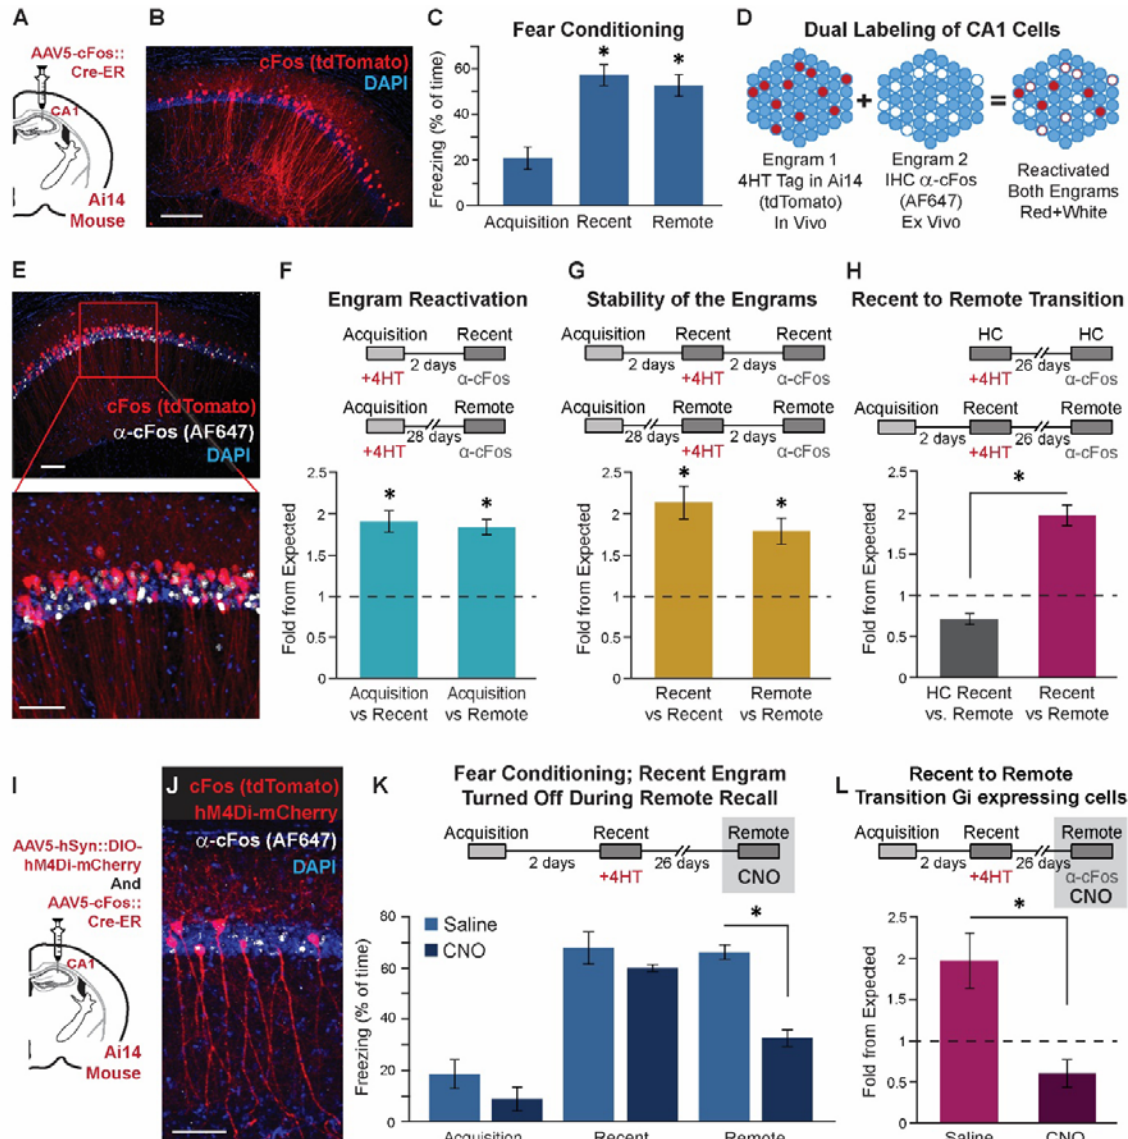 A
AAV5-cFos::
Cre-ER
CA1
Ai14
Mouse
B
cFos (tdTomato)
DAPI
C
Fear Conditioning
Freezing (% of time)
60
40
20
0
*
*
Acquisition Recent Remote
D
Dual Labeling of CA1 Cells
+
=
Engram 1
4HT Tag in Ai14
(tdTomato)
In Vivo
Engram 2
IHC α-cFos
(AF647)
Ex Vivo
Reactivated
Both Engrams
Red+White
E
cFos (tdTomato)
α-cFos (AF647)
DAPI
F
Engram Reactivation
Acquisition Recent
2 days
+4HT α-cFos
Acquisition Remote
28 days
+4HT α-cFos
Fold from Expected
2.5
2
1.5
1
0.5
0
*
*
Acquisition
vs Recent
Acquisition
vs Remote
G
Stability of the Engrams
Acquisition Recent Recent
2 days 2 days
+4HT α-cFos
Acquisition Remote Remote
28 days 2 days
+4HT α-cFos
Fold from Expected
2.5
2
1.5
1
0.5
0
*
*
Recent
vs Recent
Remote
vs Remote
H
Recent to Remote Transition
HC HC
26 days
+4HT α-cFos
Acquisition Recent Remote
2 days 26 days
+4HT α-cFos
Fold from Expected
2.5
2
1.5
1
0.5
0
*
HC Recent
vs. Remote
Recent
vs Remote
I
AAV5-hSyn::DIO-
hM4Di-mCherry
And
AAV5-cFos::
Cre-ER
CA1
Ai14
Mouse
J
cFos (tdTomato)
hM4Di-mCherry
α-cFos (AF647)
DAPI
K
Fear Conditioning; Recent Engram
Turned Off During Remote Recall
Acquisition Recent Remote
2 days 26 days
+4HT CNO
Saline
CNO
Freezing (% of time)
80
60
40
20
0
*
Acquisition Recent Remote
L
Recent to Remote
Transition Gi expressing cells
Acquisition Recent Remote
2 days 26 days
+4HT α-cFos
CNO
Fold from Expected
2.5
2
1.5
1
0.5
0
*
Saline CNO